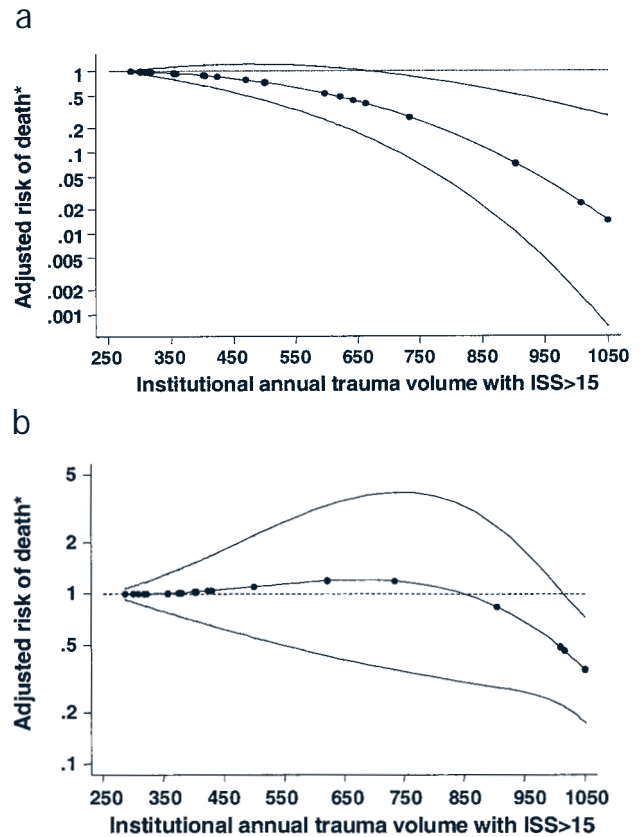 a
Adjusted risk of death*
1
.5
.2
.1
.05
.02
.01
.005
.002
.001
250 350 450 550 650 750 850 950 1050
Institutional annual trauma volume with ISS>15
b
Adjusted risk of death*
5
2
1
.5
.2
.1
250 350 450 550 650 750 850 950 1050
Institutional annual trauma volume with ISS>15